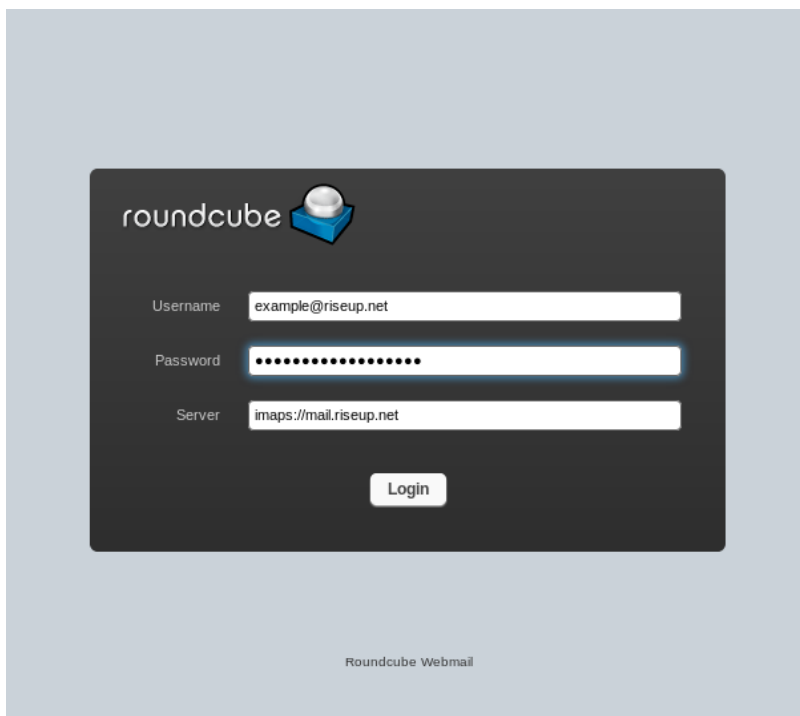 roundcube
Username example@riseup.net
Password ••••••••••••••••••
Server imaps://mail.riseup.net
Login
Roundcube Webmail